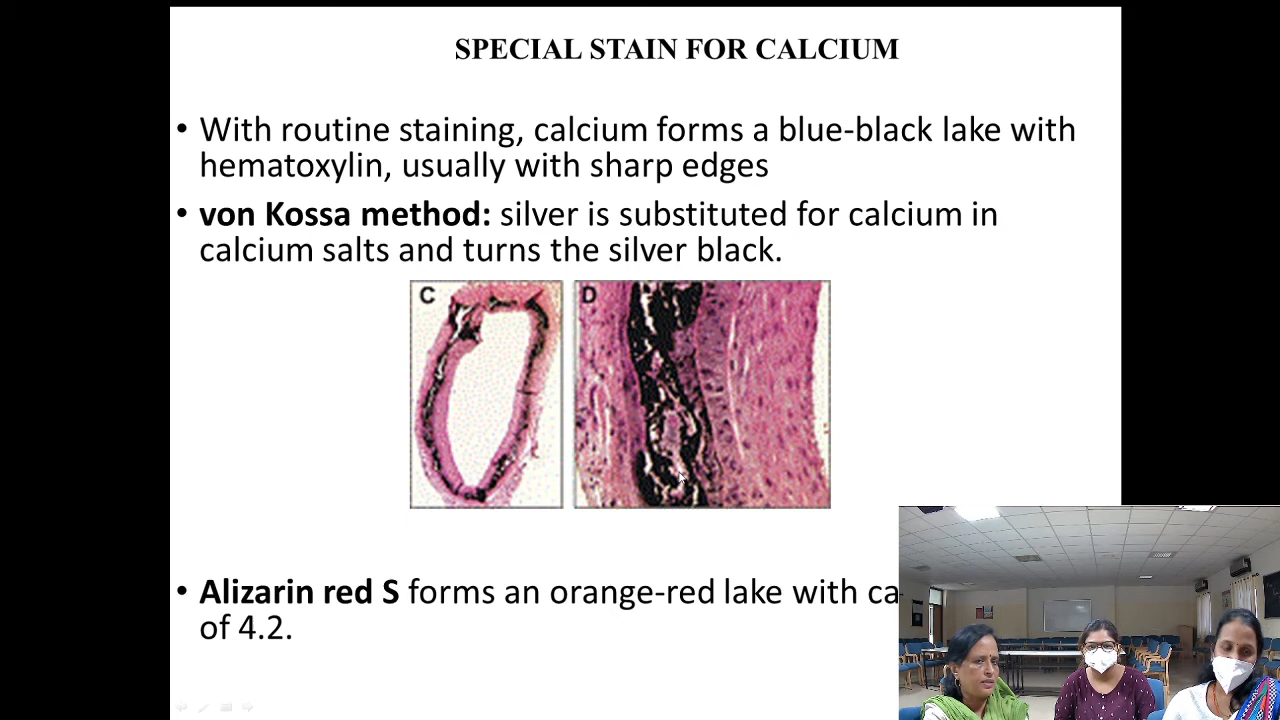 SPECIAL STAIN FOR CALCIUM
• With routine staining, calcium forms a blue-black lake with
hematoxylin, usually with sharp edges
• von Kossa method: silver is substituted for calcium in
calcium salts and turns the silver black.
C
D
• Alizarin red S forms an orange-red lake with ca
of 4.2.